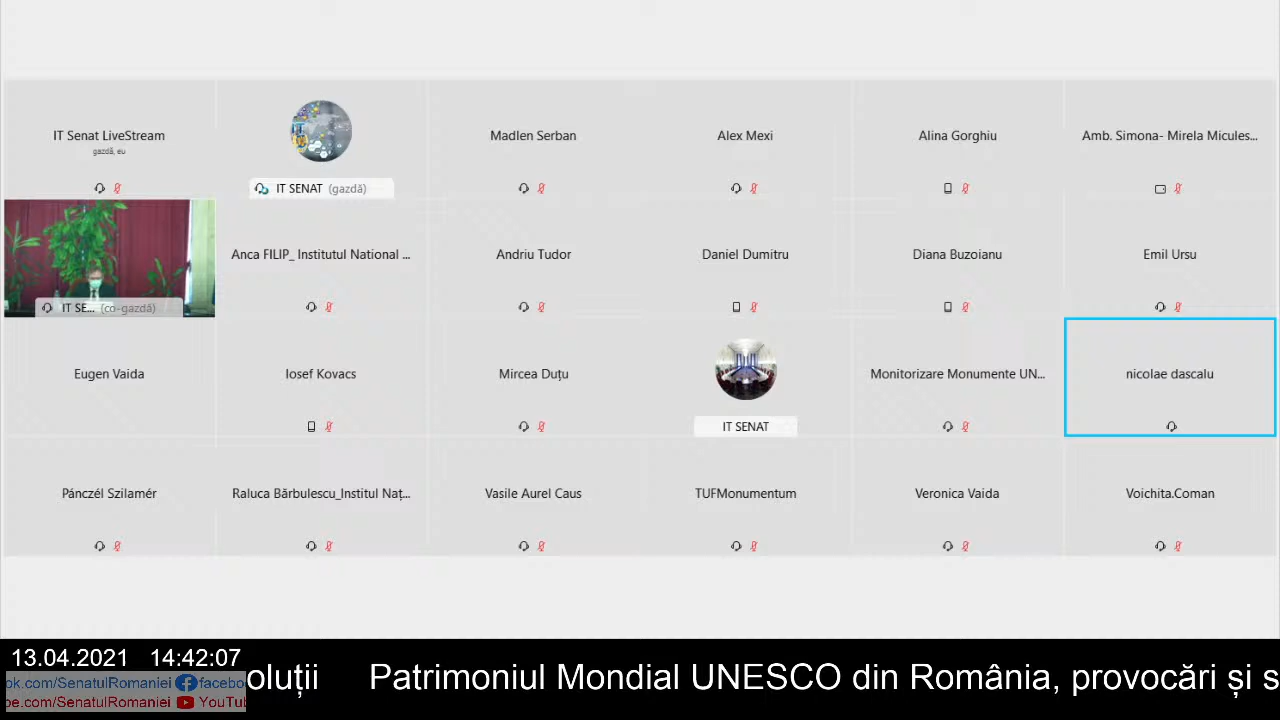 IT Senat LiveStream
gazdă, eu
IT SENAT (gazdă)
Madlen Serban
Alex Mexi
Alina Gorghiu
Amb. Simona- Mirela Micules...
IT SE... (co-gazdă)
Anca FILIP_ Institutul National ...
Andriu Tudor
Daniel Dumitru
Diana Buzoianu
Emil Ursu
Eugen Vaida
Iosef Kovacs
Mircea Duțu
IT SENAT
Monitorizare Monumente UN...
nicolae dascalu
Pánczél Szilamér
Raluca Bărbulescu_Institul Naț...
Vasile Aurel Caus
TUFMonumentum
Veronica Vaida
Voichita.Coman
13.04.2021 14:42:07
ok.com/SenatulRomaniei facebo
be.com/SenatulRomaniei YouTu
oluții Patrimoniul Mondial UNESCO din România, provocări și s